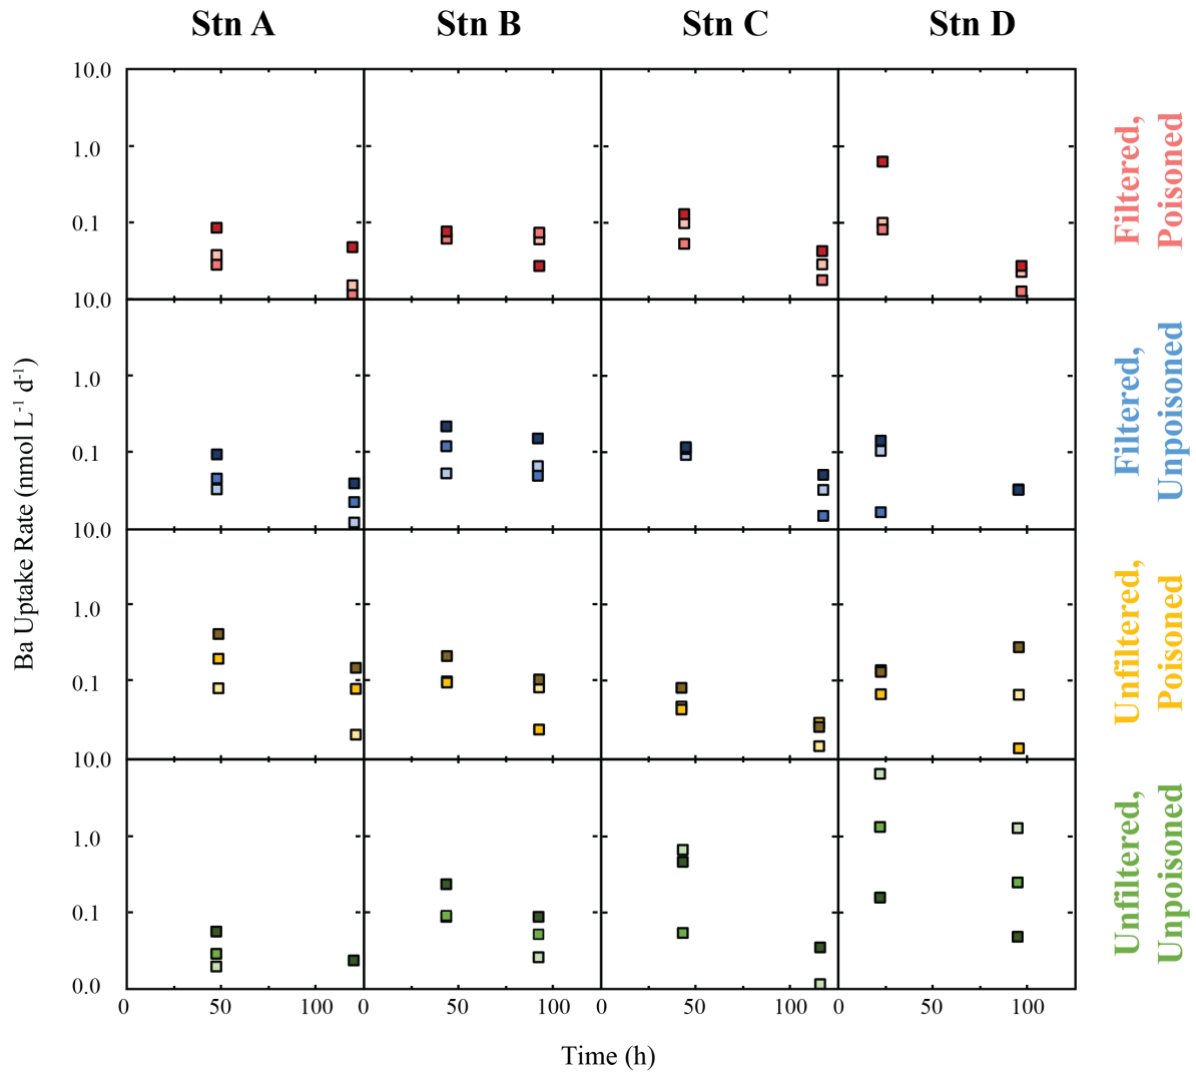 Stn A Stn B Stn C Stn D
10.0
1.0
0.1
10.0
1.0
0.1
10.0
1.0
0.1
10.0
1.0
0.1
0.0
0 50 100 0 50 100 0 50 100 0 50 100
Time (h)
Ba Uptake Rate (nmol L⁻¹ d⁻¹)
Filtered,
Poisoned
Filtered,
Unpoisoned
Unfiltered,
Poisoned
Unfiltered,
Unpoisoned